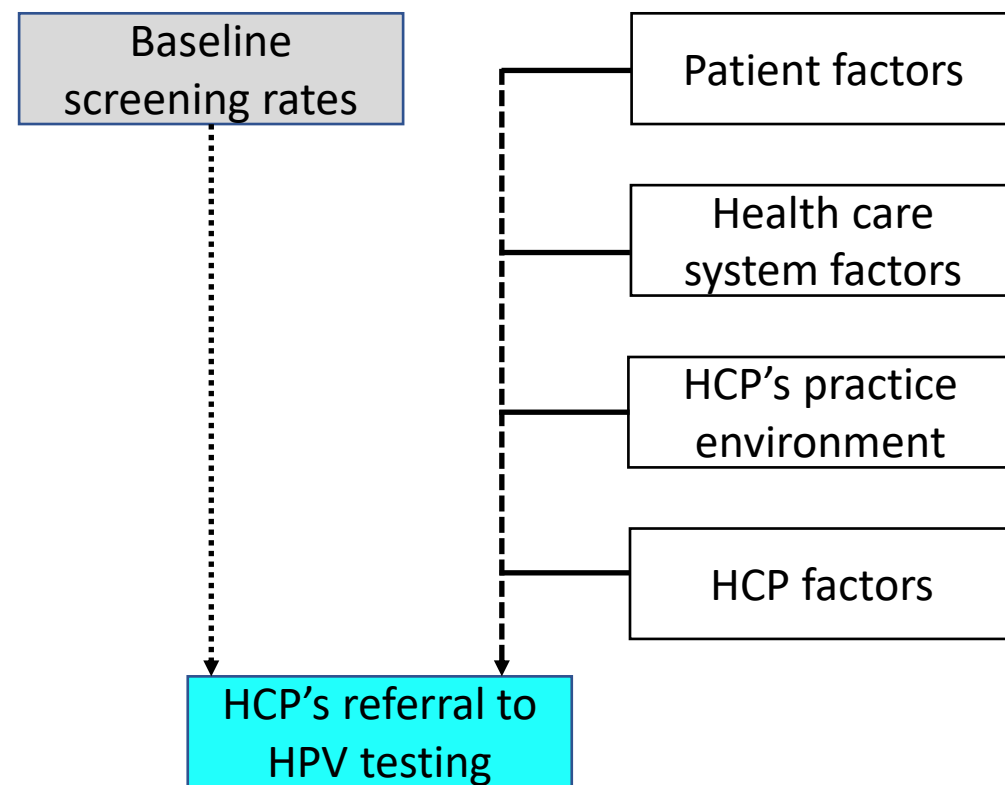 Baseline
screening rates
Patient factors
Health care
system factors
HCP’s practice
environment
HCP factors
HCP’s referral to
HPV testing